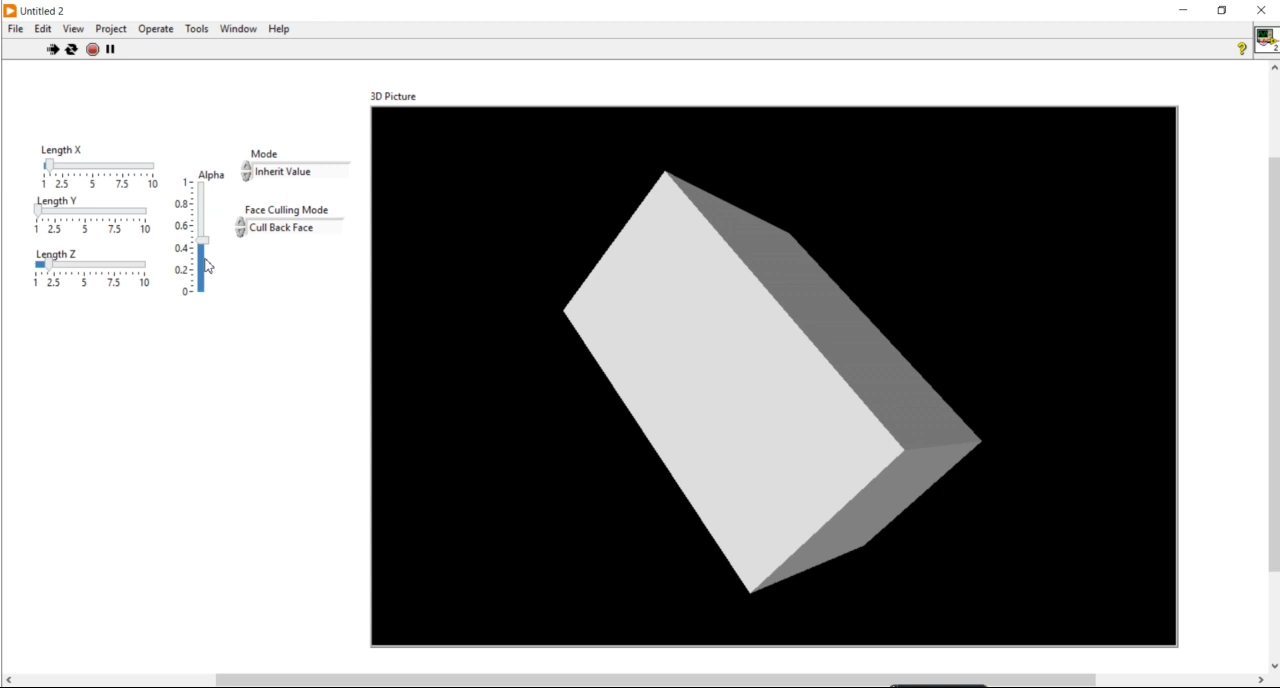 Untitled 2
File Edit View Project Operate Tools Window Help
?
2
3D Picture
Length X
1 2.5 5 7.5 10
Length Y
1 2.5 5 7.5 10
Length Z
1 2.5 5 7.5 10
Alpha
1
0.8
0.6
0.4
0.2
0
Mode
Inherit Value
Face Culling Mode
Cull Back Face